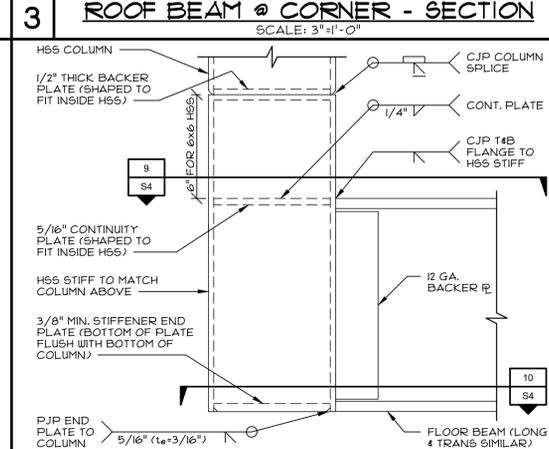 3
ROOF BEAM @ CORNER - SECTION
SCALE: 3"=1'-0"
HSS COLUMN
1/2" THICK BACKER
PLATE (SHAPED TO
FIT INSIDE HSS)
6" FOR 6x6 HSS
CJP COLUMN
SPLICE
1/4"
CONT. PLATE
CJP T&B
FLANGE TO
HSS STIFF
9
S4
5/16" CONTINUITY
PLATE (SHAPED TO
FIT INSIDE HSS)
HSS STIFF TO MATCH
COLUMN ABOVE
12 GA.
BACKER PL
3/8" MIN. STIFFENER END
PLATE (BOTTOM OF PLATE
FLUSH WITH BOTTOM OF
COLUMN)
10
S4
PJP END
PLATE TO
COLUMN
5/16" (te=3/16")
FLOOR BEAM (LONG
& TRANS SIMILAR)